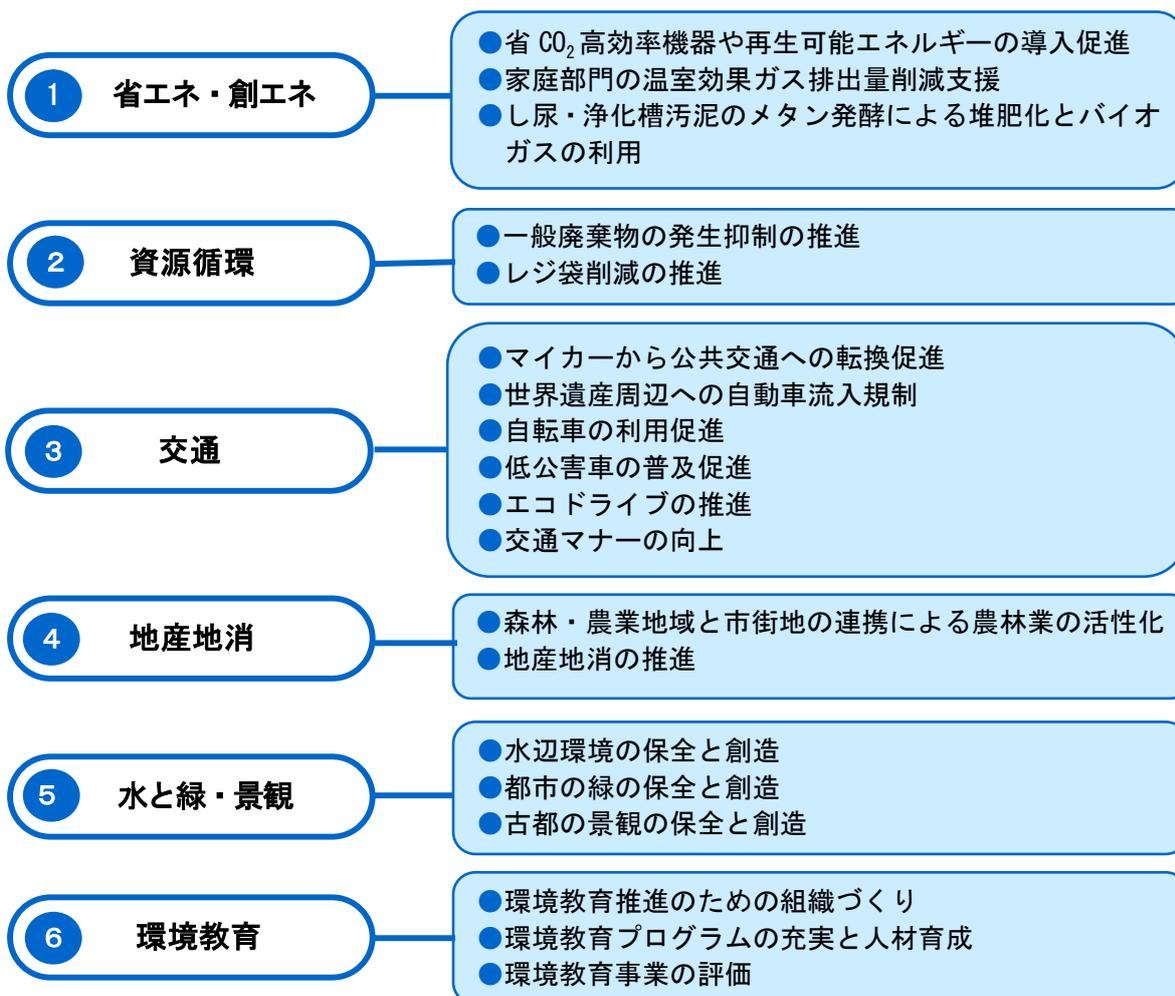 1 省エネ・創エネ
●省 CO₂高効率機器や再生可能エネルギーの導入促進
●家庭部門の温室効果ガス排出量削減支援
●し尿・浄化槽汚泥のメタン発酵による堆肥化とバイオ
ガスの利用
2 資源循環
●一般廃棄物の発生抑制の推進
●レジ袋削減の推進
3 交通
●マイカーから公共交通への転換促進
●世界遺産周辺への自動車流入規制
●自転車の利用促進
●低公害車の普及促進
●エコドライブの推進
●交通マナーの向上
4 地産地消
●森林・農業地域と市街地の連携による農林業の活性化
●地産地消の推進
5 水と緑・景観
●水辺環境の保全と創造
●都市の緑の保全と創造
●古都の景観の保全と創造
6 環境教育
●環境教育推進のための組織づくり
●環境教育プログラムの充実と人材育成
●環境教育事業の評価